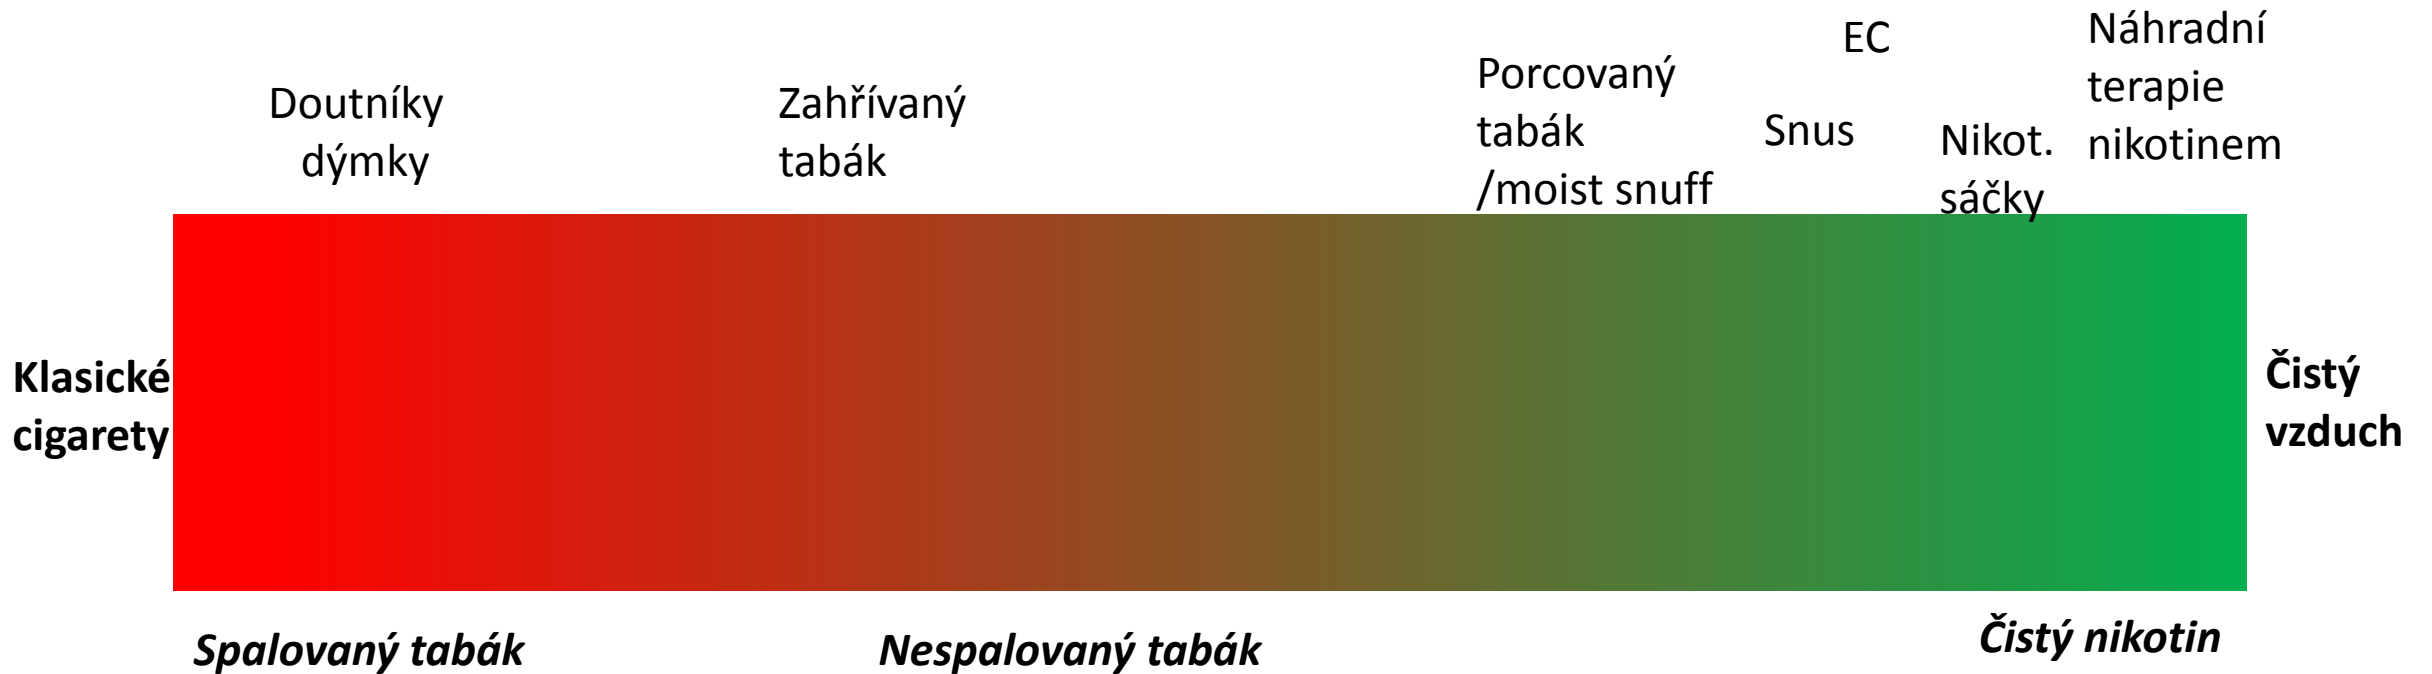 Doutníky
dýmky
Zahřívaný
tabák
Porcovaný
tabák
/moist snuff
EC
Snus
Nikot.
sáčky
Náhradní
terapie
nikotinem
Klasické
cigarety
Čistý
vzduch
Spalovaný tabák
Nespalovaný tabák
Čistý nikotin